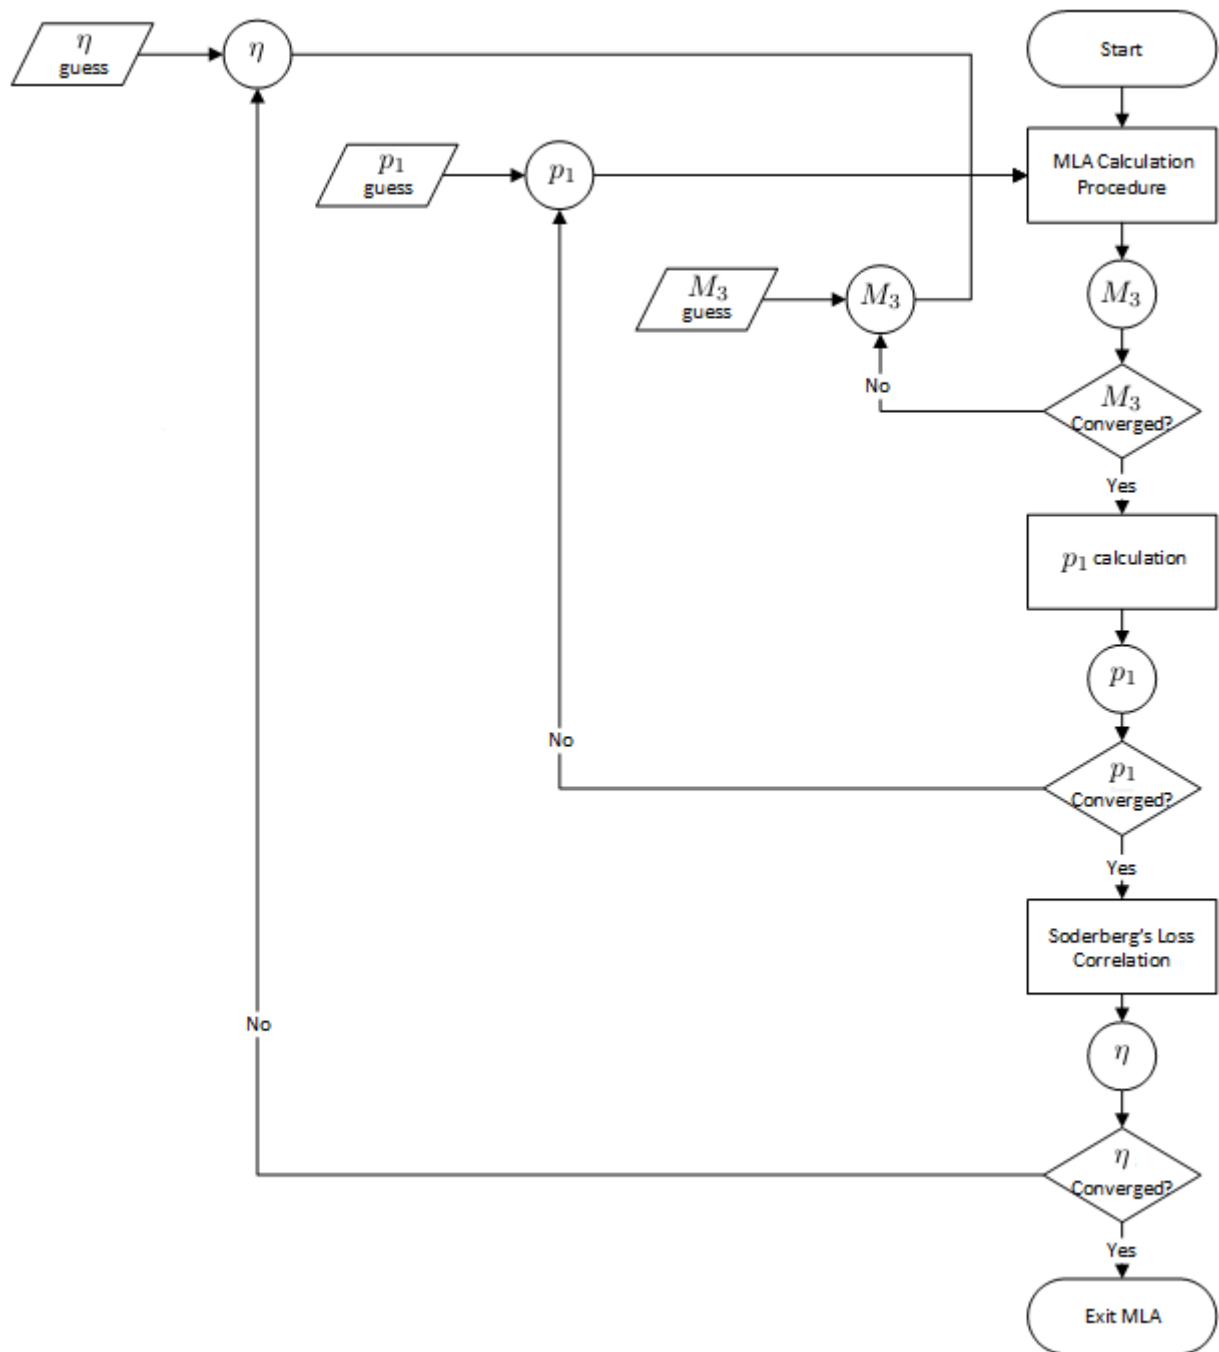 η
guess
η
Start
p₁
guess
p₁
MLA Calculation
Procedure
M₃
guess
M₃
M₃
No
M₃
Converged?
Yes
p₁ calculation
p₁
No
p₁
Converged?
Yes
Soderberg's Loss
Correlation
No
η
η
Converged?
Yes
Exit MLA